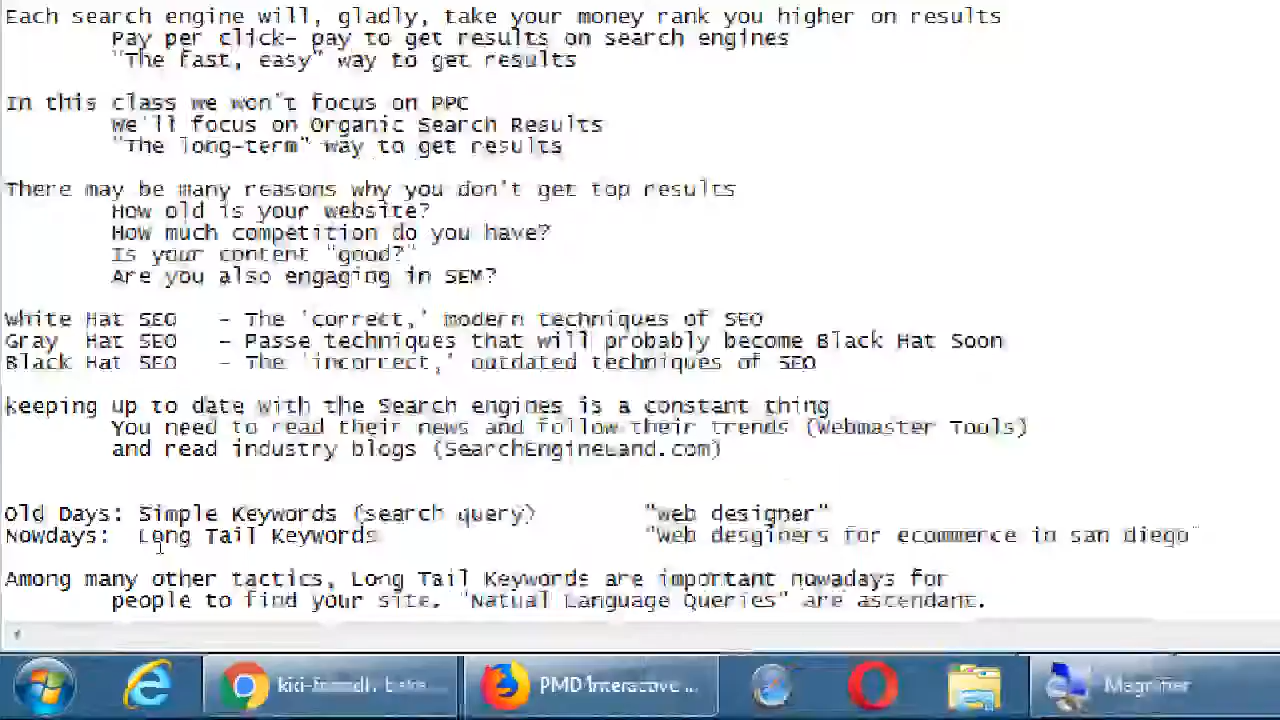 Each search engine will, gladly, take your money rank you higher on results
Pay per click- pay to get results on search engines
"The fast, easy" way to get results
In this class we won't focus on PPC
We'll focus on Organic Search Results
"The long-term" way to get results
There may be many reasons why you don't get top results
How old is your website?
How much competition do you have?
Is your content "good?"
Are you also engaging in SEM?
White Hat SEO - The 'correct,' modern techniques of SEO
Gray Hat SEO - Passe techniques that will probably become Black Hat Soon
Black Hat SEO - The 'incorrect,' outdated techniques of SEO
keeping up to date with the Search engines is a constant thing
You need to read their news and follow their trends (Webmaster Tools)
and read industry blogs (SearchEngineLand.com)
Old Days: Simple Keywords (search query) "web designer"
Nowdays: Long Tail Keywords "web desginers for ecommerce in san diego"
Among many other tactics, Long Tail Keywords are important nowadays for
people to find your site. "Natual Language Queries" are ascendant.
PMD Interactive ...
Magnifier